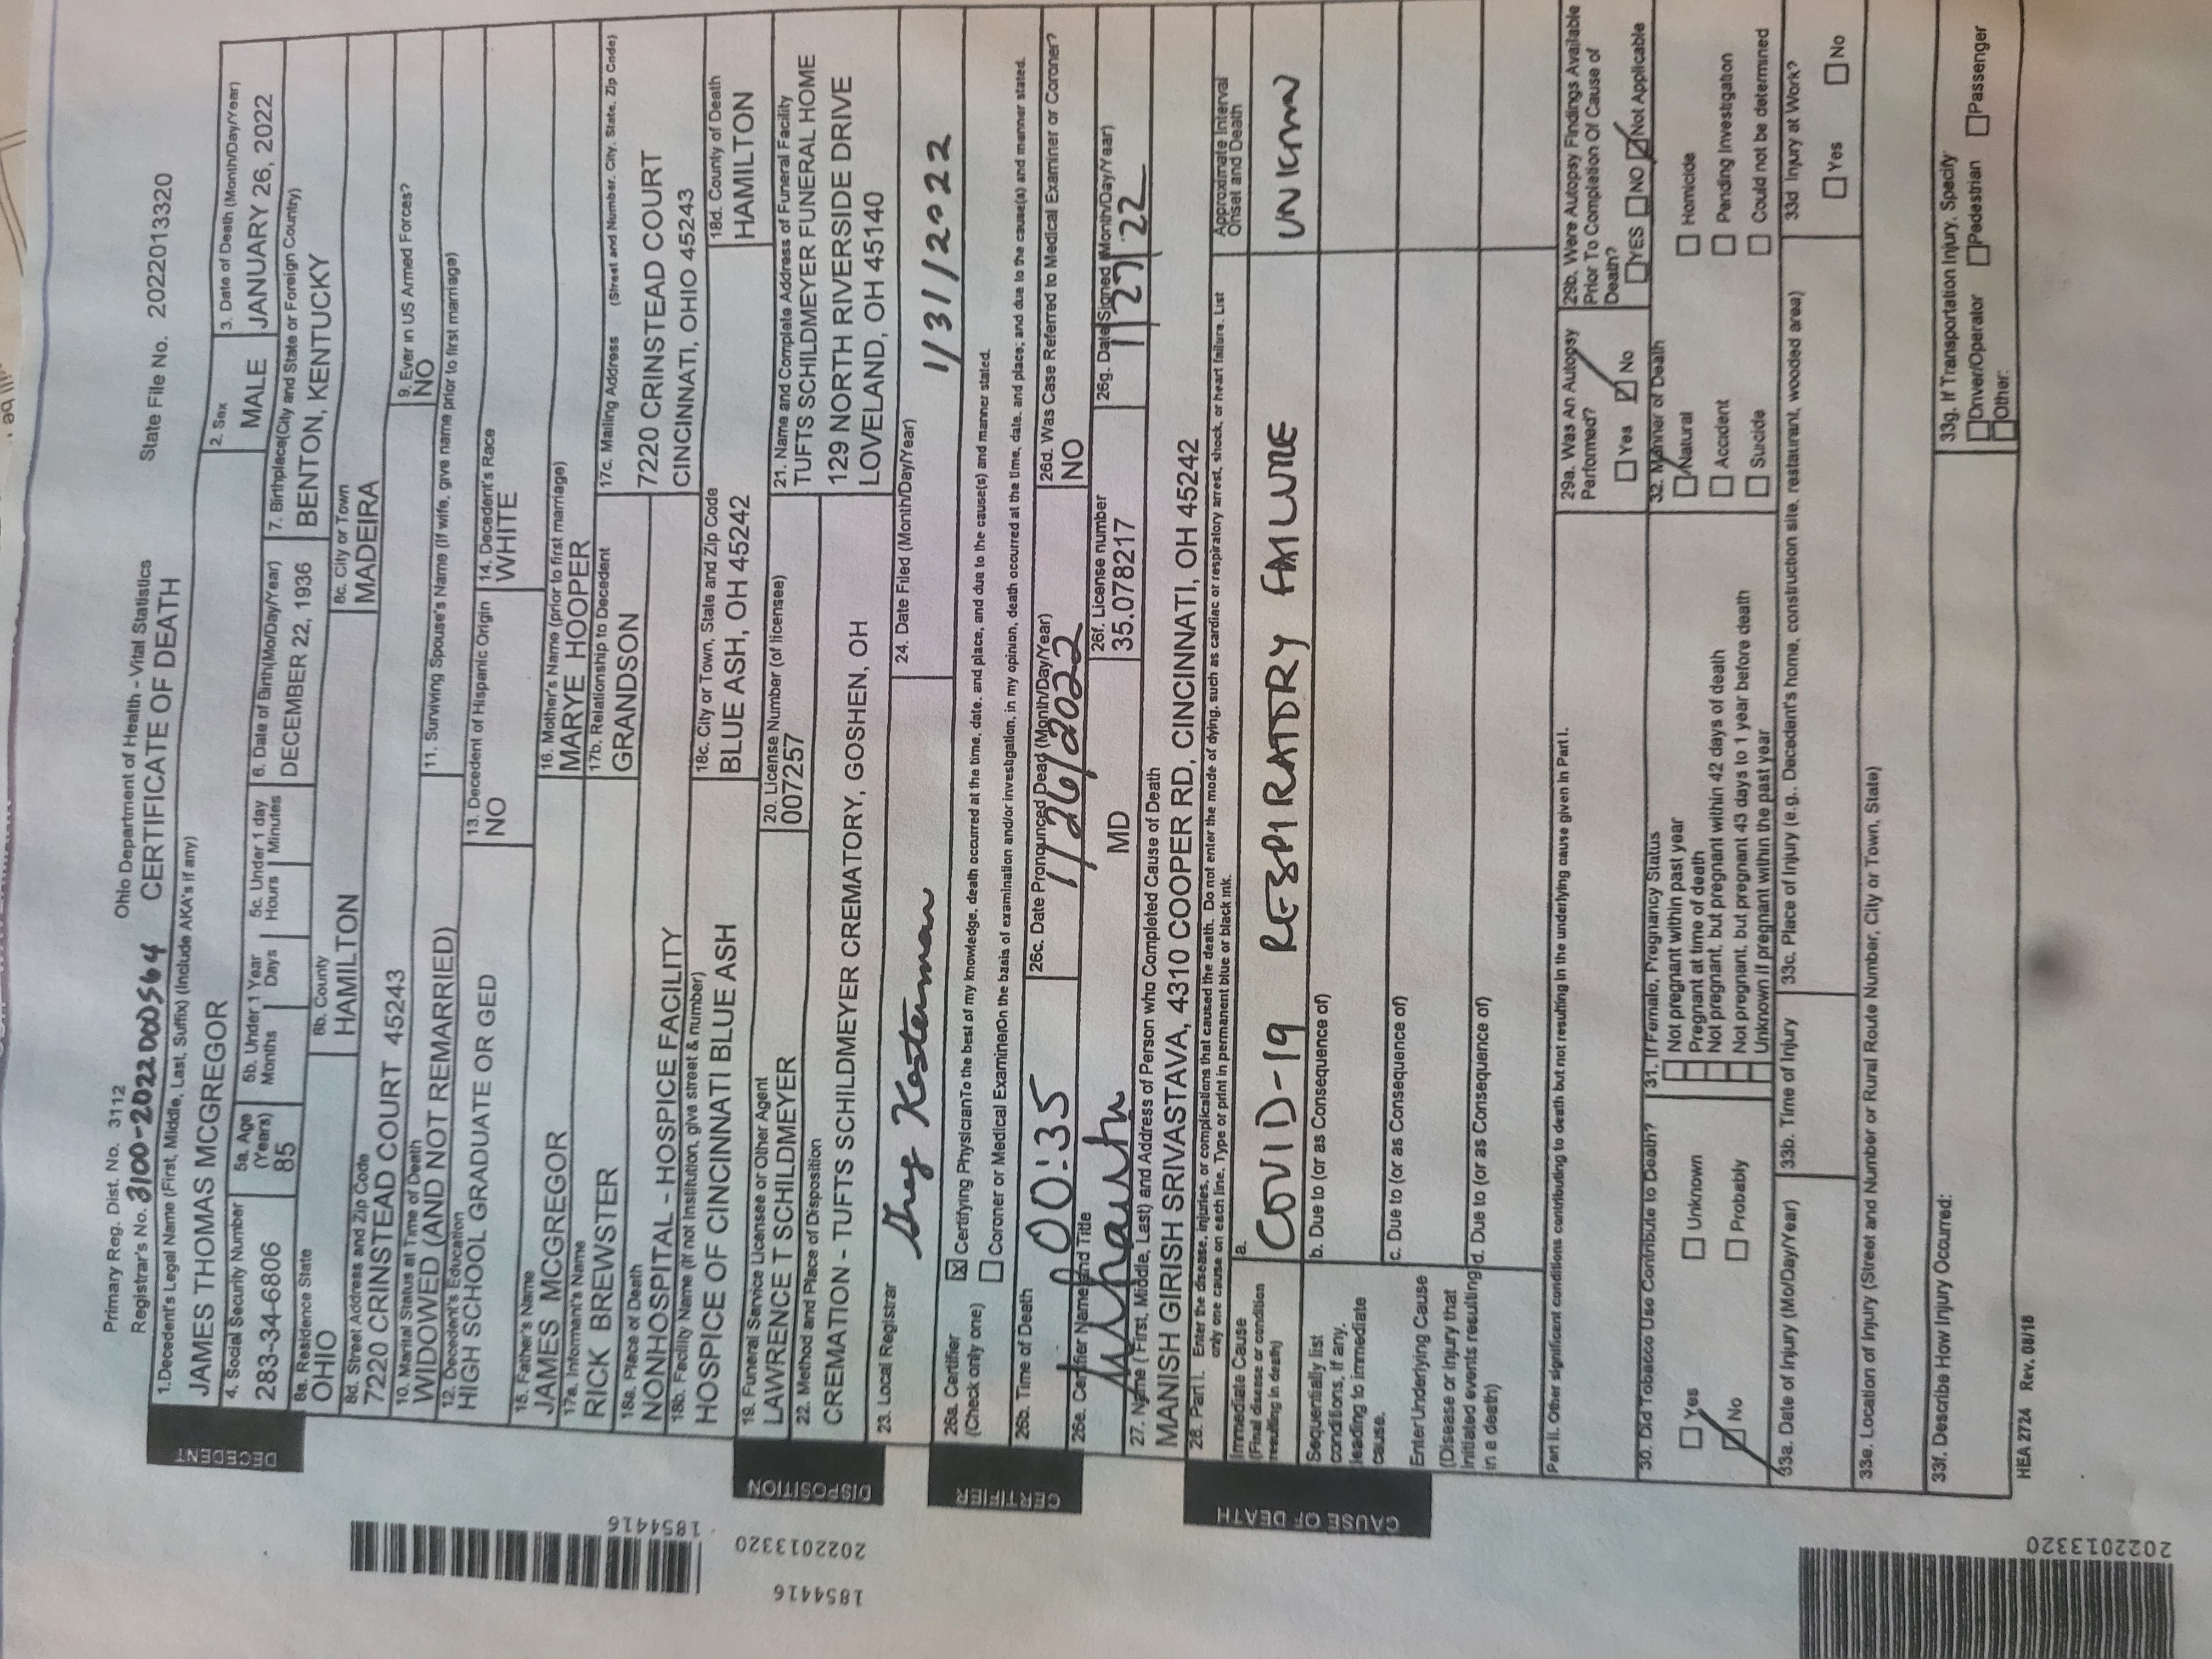 Primary Reg. Dist. No. 3112
Registrar's No. 3100-2022000564
Ohio Department of Health - Vital Statistics
CERTIFICATE OF DEATH
State File No. 2022013320
DECEDENT
1.Decedent's Legal Name (First, Middle, Last, Suffix) (Include AKA's if any)
JAMES THOMAS MCGREGOR
2. Sex
MALE
3. Date of Death (Month/Day/Year)
JANUARY 26, 2022
4. Social Security Number
283-34-6806
5a. Age (Years)
85
5b. Under 1 Year
Months Days
5c. Under 1 day
Hours Minutes
6. Date of Birth(Mo/Day/Year)
DECEMBER 22, 1936
7. Birthplace(City and State or Foreign Country)
BENTON, KENTUCKY
8a. Residence State
OHIO
8b. County
HAMILTON
8c. City or Town
MADEIRA
8d. Street Address and Zip Code
7220 CRINSTEAD COURT 45243
9. Ever in US Armed Forces?
NO
10. Marital Status at Time of Death
WIDOWED (AND NOT REMARRIED)
11. Surviving Spouse's Name (If wife, give name prior to first marriage)
12. Decedent's Education
HIGH SCHOOL GRADUATE OR GED
13. Decedent of Hispanic Origin
NO
14. Decedent's Race
WHITE
15. Father's Name
JAMES MCGREGOR
16. Mother's Name (prior to first marriage)
MARYE HOOPER
17a. Informant's Name
RICK BREWSTER
17b. Relationship to Decedent
GRANDSON
17c. Mailing Address (Street and Number, City, State, Zip Code)
7220 CRINSTEAD COURT
CINCINNATI, OHIO 45243
18a. Place of Death
NONHOSPITAL - HOSPICE FACILITY
18b. Facility Name (If not Institution, give street & number)
HOSPICE OF CINCINNATI BLUE ASH
18c. City or Town, State and Zip Code
BLUE ASH, OH 45242
18d. County of Death
HAMILTON
DISPOSITION
19. Funeral Service Licensee or Other Agent
LAWRENCE T SCHILDMEYER
20. License Number (of licensee)
007257
21. Name and Complete Address of Funeral Facility
TUFTS SCHILDMEYER FUNERAL HOME
129 NORTH RIVERSIDE DRIVE
LOVELAND, OH 45140
22. Method and Place of Disposition
CREMATION - TUFTS SCHILDMEYER CREMATORY, GOSHEN, OH
23. Local Registrar
Greg Kesterman
24. Date Filed (Month/Day/Year)
1/31/2022
CERTIFIER
26a. Certifier
(Check only one)
Certifying PhysicianTo the best of my knowledge, death occurred at the time, date, and place, and due to the cause(s) and manner stated.
Coroner or Medical ExaminerOn the basis of examination and/or investigation, in my opinion, death occurred at the time, date, and place; and due to the cause(s) and manner stated.
26b. Time of Death
00:35
26c. Date Pronounced Dead (Month/Day/Year)
1/26/2022
26d. Was Case Referred to Medical Examiner or Coroner?
NO
26e. Certifier Name and Title
MD
26f. License number
35.078217
26g. Date Signed (Month/Day/Year)
1/27/22
27. Name ( First, Middle, Last) and Address of Person who Completed Cause of Death
MANISH GIRISH SRIVASTAVA, 4310 COOPER RD, CINCINNATI, OH 45242
CAUSE OF DEATH
28. Part I. Enter the disease, injuries, or complications that caused the death. Do not enter the mode of dying, such as cardiac or respiratory arrest, shock, or heart failure. List
only one cause on each line. Type or print in permanent blue or black ink.
Approximate Interval
Onset and Death
Immediate Cause
(Final disease or condition
resulting in death)
a.
COVID-19 RESPIRATORY FAILURE
Sequentially list
conditions, if any,
leading to immediate
cause.
b. Due to (or as Consequence of)
c. Due to (or as Consequence of)
Enter Underlying Cause
(Disease or injury that
initiated events resulting
in a death)
d. Due to (or as Consequence of)
Part II. Other significant conditions contributing to death but not resulting in the underlying cause given in Part I.
29a. Was An Autopsy
Performed?
Yes No
29b. Were Autopsy Findings Available
Prior To Completion Of Cause of
Death?
YES NO Not Applicable
30. Did Tobacco Use Contribute to Death?
Yes Unknown
No Probably
31. If Female, Pregnancy Status
Not pregnant within past year
Pregnant at time of death
Not pregnant, but pregnant within 42 days of death
Not pregnant, but pregnant 43 days to 1 year before death
Unknown if pregnant within the past year
32. Manner of Death
Natural Homicide
Accident Pending Investigation
Suicide Could not be determined
33a. Date of Injury (Mo/Day/Year)
33b. Time of Injury
33c. Place of Injury (e.g., Decedent's home, construction site, restaurant, wooded area)
33d Injury at Work?
Yes No
33e. Location of Injury (Street and Number or Rural Route Number, City or Town, State)
33f. Describe How Injury Occurred:
33g. If Transportation Injury, Specify
Driver/Operator Pedestrian Passenger
Other:
HEA 2724 Rev. 08/18
1854416
1854416
2022013320
2022013320